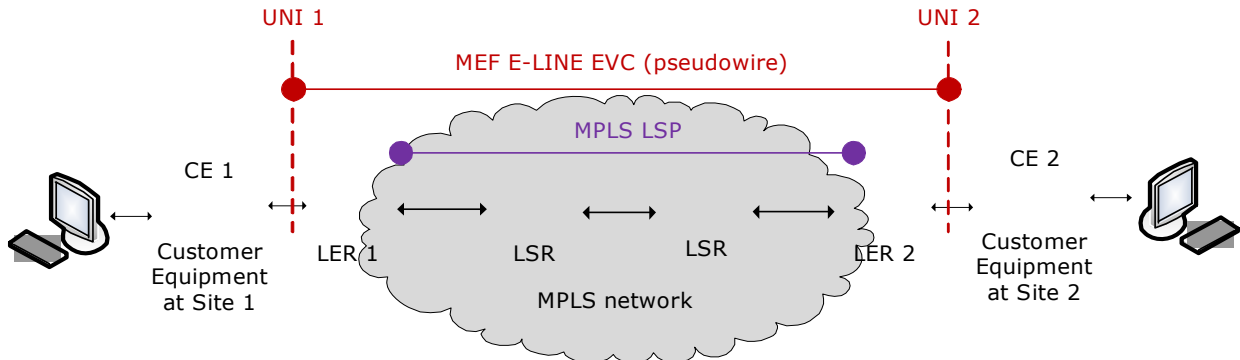 UNI 1
UNI 2
MEF E-LINE EVC (pseudowire)
MPLS LSP
CE 1
CE 2
LER 1
LSR
LSR
LER 2
Customer
Equipment
at Site 1
Customer
Equipment
at Site 2
MPLS network